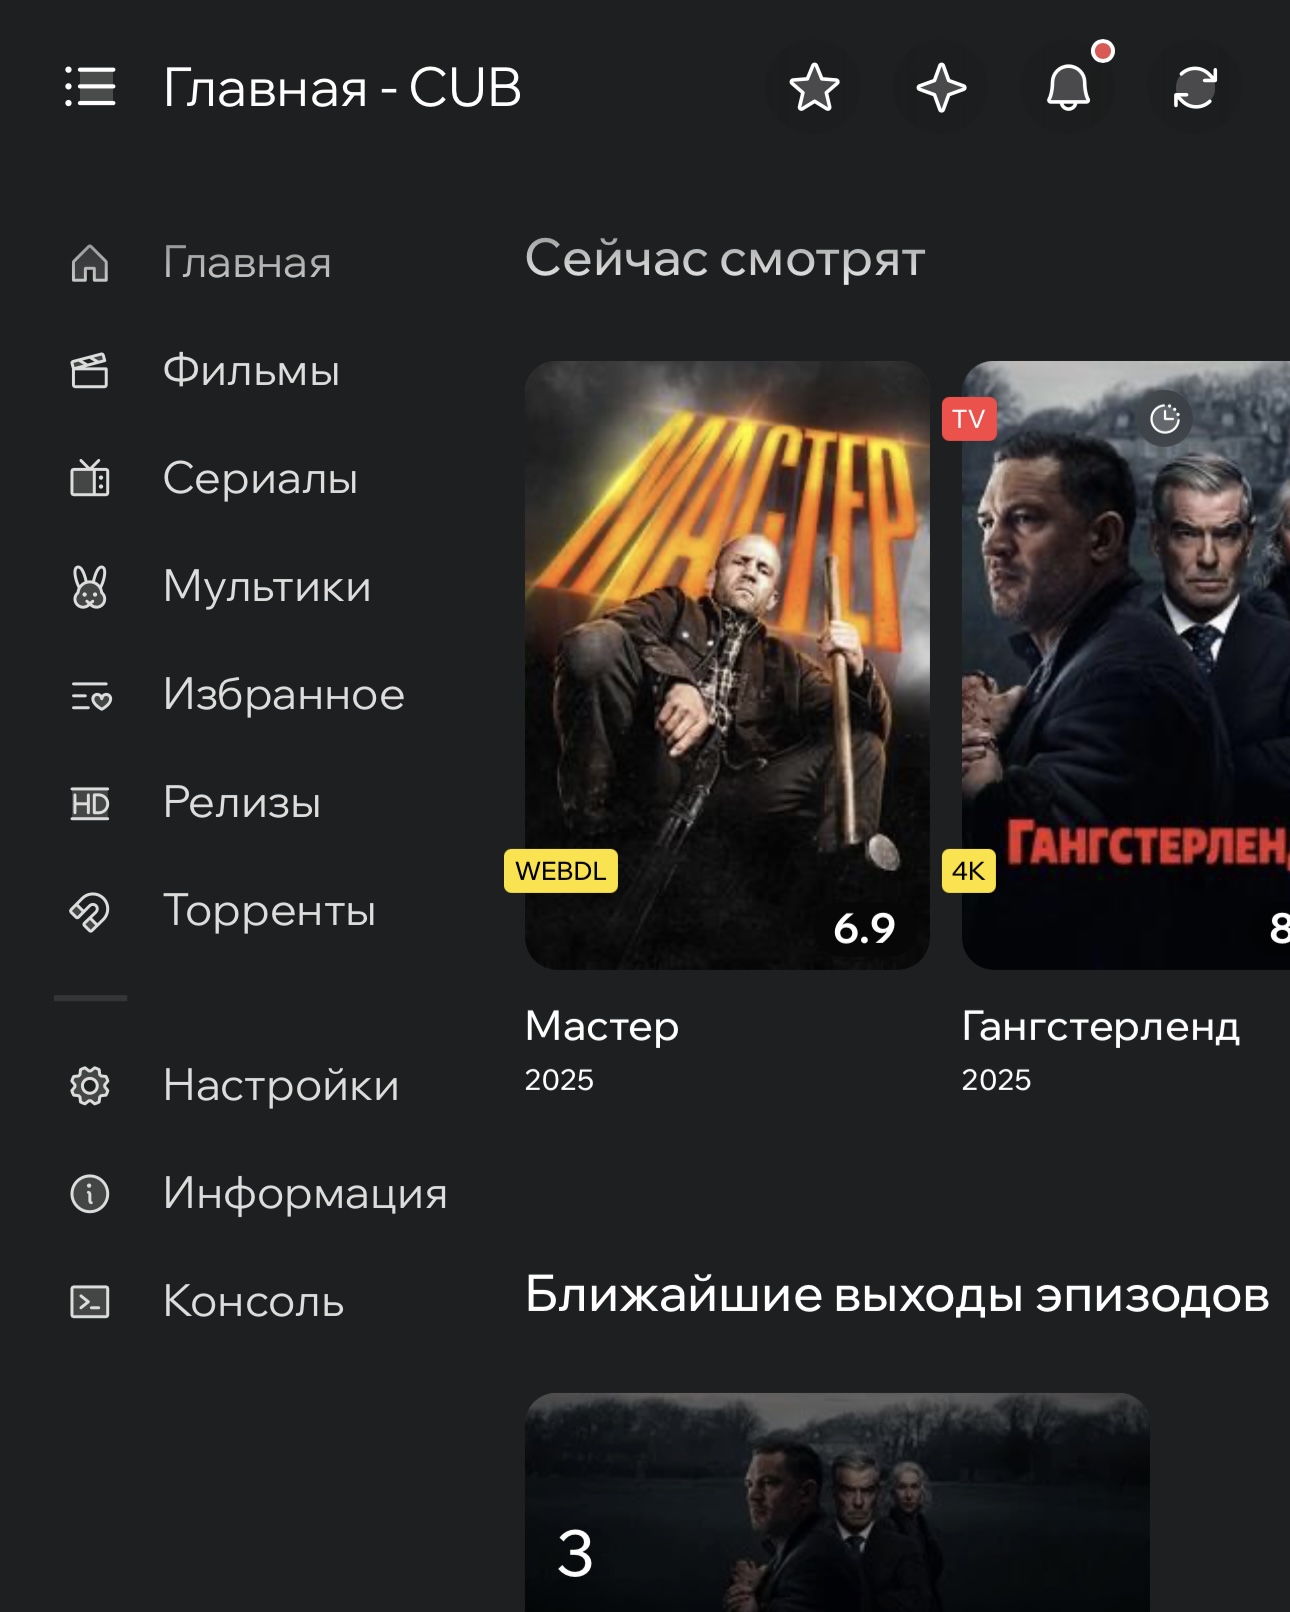 Главная - CUB
Главная
Фильмы
Сериалы
Мультики
Избранное
HD
Релизы
Торренты
Настройки
Информация
Консоль
Сейчас смотрят
МАСТЕР
WEBDL
6.9
Мастер
2025
TV
ГАНГСТЕРЛЕНД
4K
8
Гангстерленд
2025
Ближайшие выходы эпизодов
3